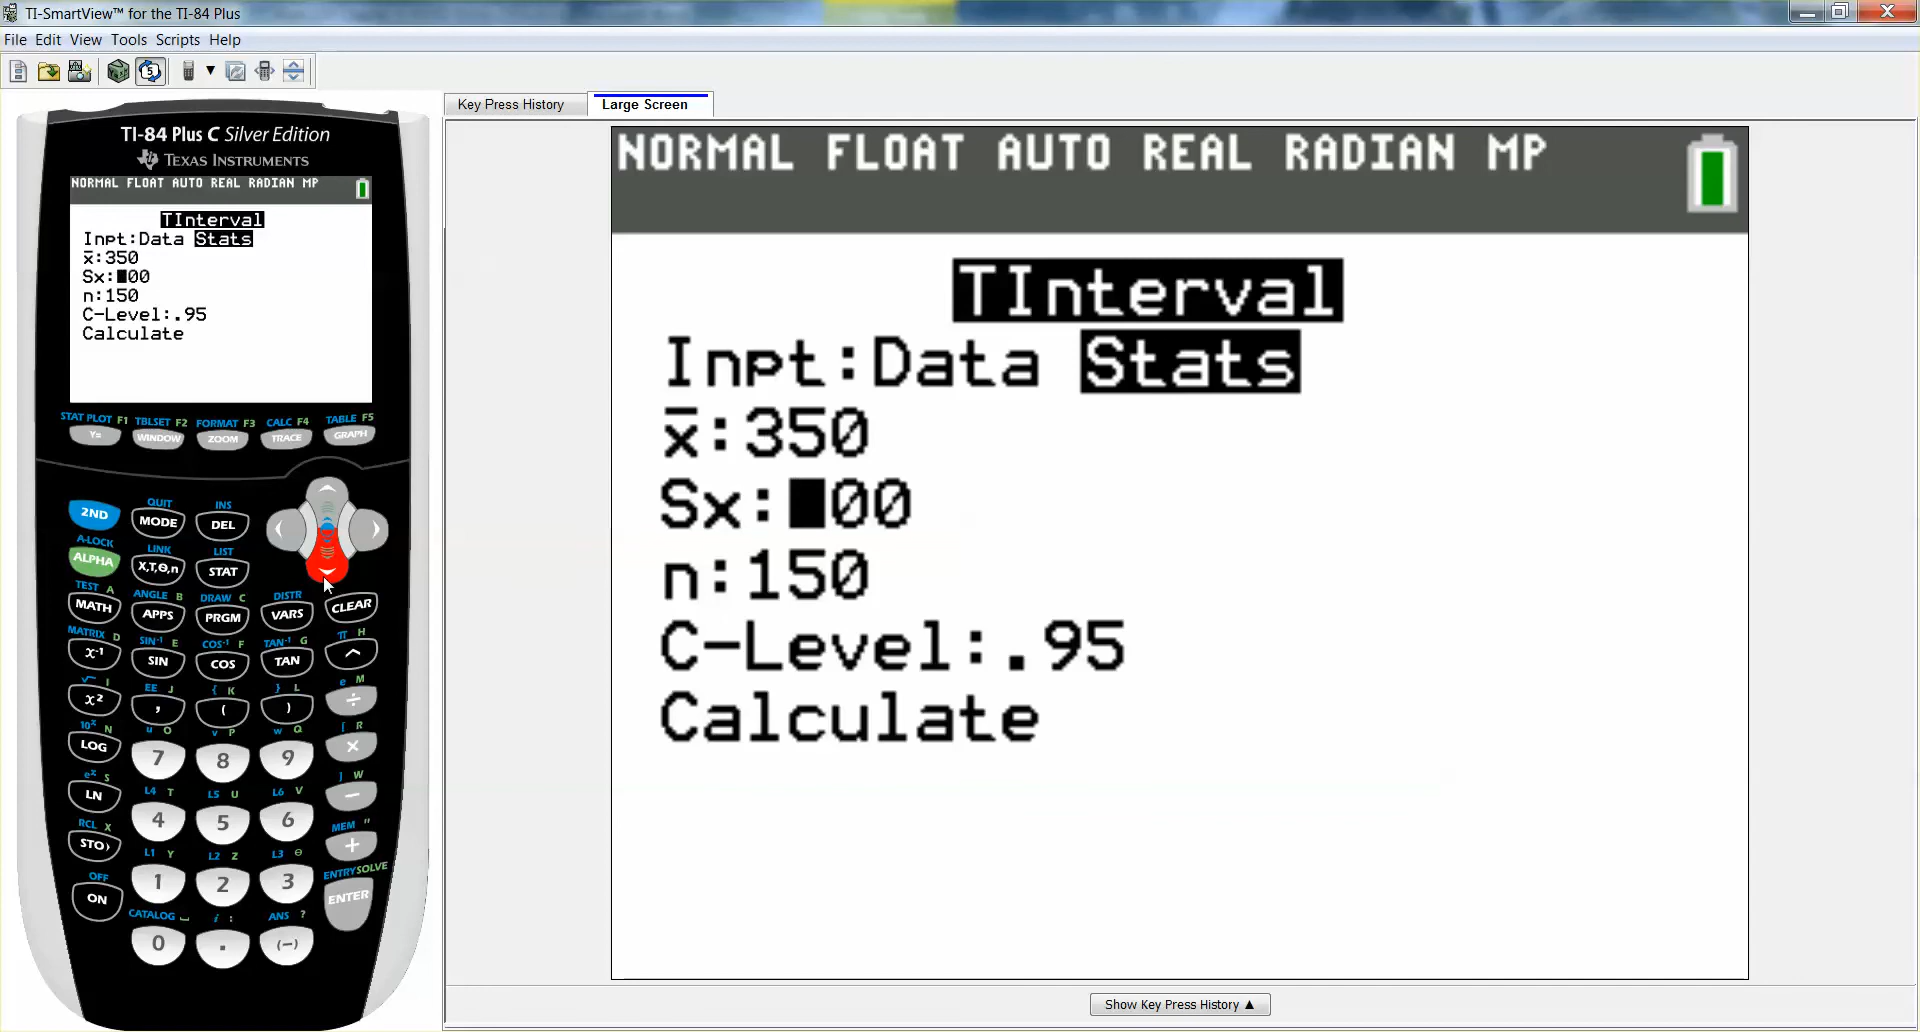 TI-SmartView™ for the TI-84 Plus
File Edit View Tools Scripts Help
Key Press History
Large Screen
TI-84 Plus C Silver Edition
TEXAS INSTRUMENTS
NORMAL FLOAT AUTO REAL RADIAN MP
TInterval
Inpt:Data Stats
x̄:350
Sx:00
n:150
C-Level:.95
Calculate
STAT PLOT F1 TBLSET F2 FORMAT F3 CALC F4 TABLE F5
Y= WINDOW ZOOM TRACE GRAPH
QUIT INS
2ND MODE DEL
A-LOCK LINK LIST
ALPHA X,T,Θ,n STAT
TEST A ANGLE B DRAW C DISTR
MATH APPS PRGM VARS CLEAR
MATRIX D SIN⁻¹ E COS⁻¹ F TAN⁻¹ G π H
x⁻¹ SIN COS TAN ^
√ I EE J { K } L e M
x² , ( ) ÷
10ˣ N u O v P w Q [ R
LOG 7 8 9 ×
eˣ S L4 T L5 U L6 V ] W
LN 4 5 6 −
RCL X L1 Y L2 Z L3 Θ MEM "
STO› 1 2 3 +
OFF CATALOG i : ANS ? ENTRY SOLVE
ON 0 . (−) ENTER
NORMAL FLOAT AUTO REAL RADIAN MP
TInterval
Inpt:Data Stats
x̄:350
Sx:00
n:150
C-Level:.95
Calculate
Show Key Press History ▲